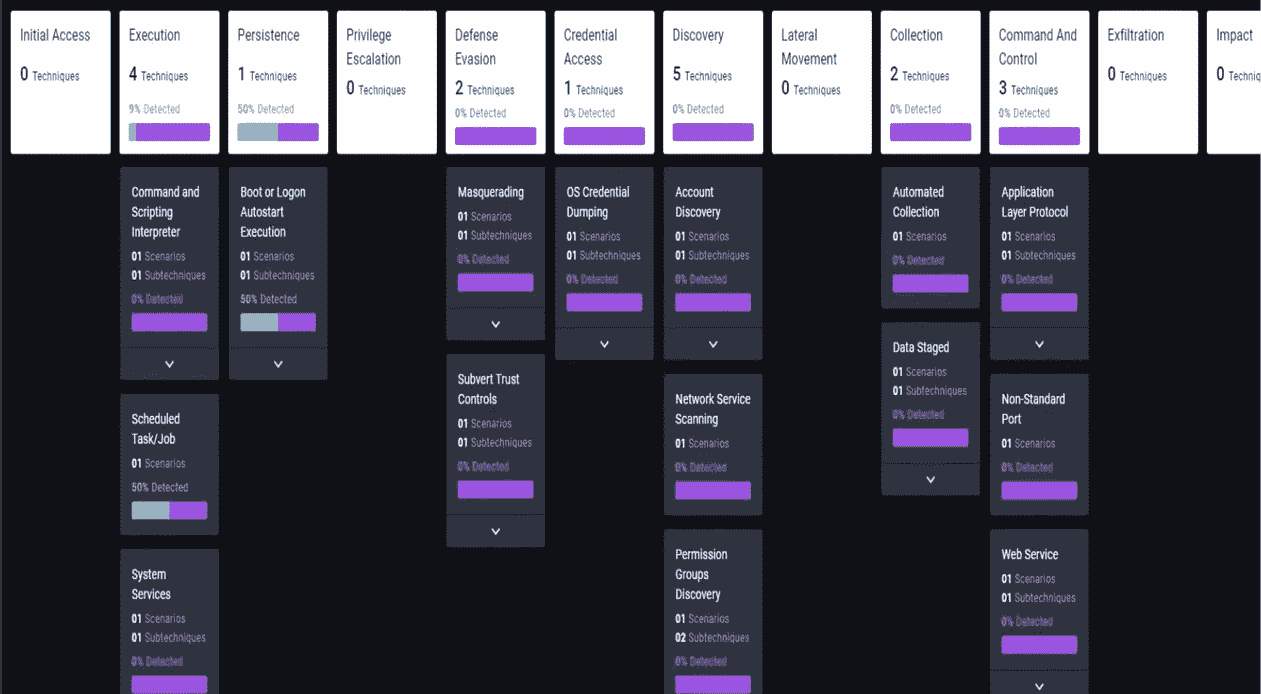 Initial Access
0 Techniques
Execution
4 Techniques
9% Detected
Persistence
1 Techniques
50% Detected
Privilege
Escalation
0 Techniques
Defense
Evasion
2 Techniques
0% Detected
Credential
Access
1 Techniques
0% Detected
Discovery
5 Techniques
0% Detected
Lateral
Movement
0 Techniques
Collection
2 Techniques
0% Detected
Command And
Control
3 Techniques
0% Detected
Exfiltration
0 Techniques
Impact
0 Techniq
Command and
Scripting
Interpreter
01 Scenarios
01 Subtechniques
0% Detected
Scheduled
Task/Job
01 Scenarios
50% Detected
System
Services
01 Scenarios
01 Subtechniques
0% Detected
Boot or Logon
Autostart
Execution
01 Scenarios
01 Subtechniques
50% Detected
Masquerading
01 Scenarios
01 Subtechniques
0% Detected
Subvert Trust
Controls
01 Scenarios
01 Subtechniques
0% Detected
OS Credential
Dumping
01 Scenarios
01 Subtechniques
0% Detected
Account
Discovery
01 Scenarios
01 Subtechniques
0% Detected
Network Service
Scanning
01 Scenarios
0% Detected
Permission
Groups
Discovery
01 Scenarios
02 Subtechniques
0% Detected
Automated
Collection
01 Scenarios
0% Detected
Data Staged
01 Scenarios
01 Subtechniques
0% Detected
Application
Layer Protocol
01 Scenarios
01 Subtechniques
0% Detected
Non-Standard
Port
01 Scenarios
0% Detected
Web Service
01 Scenarios
01 Subtechniques
0% Detected